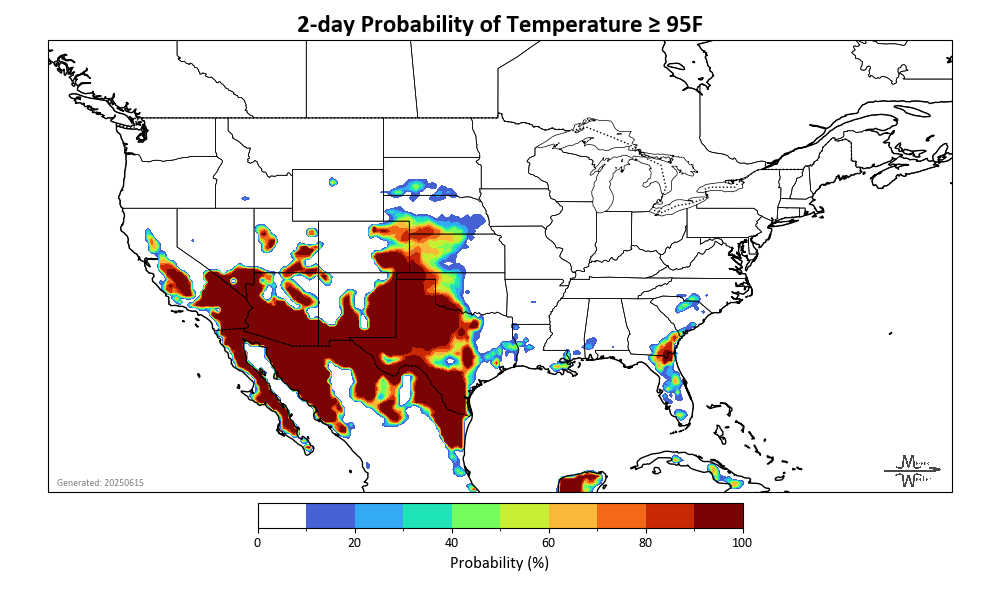 2-day Probability of Temperature ≥ 95F
Generated: 20250615
0 20 40 60 80 100
Probability (%)